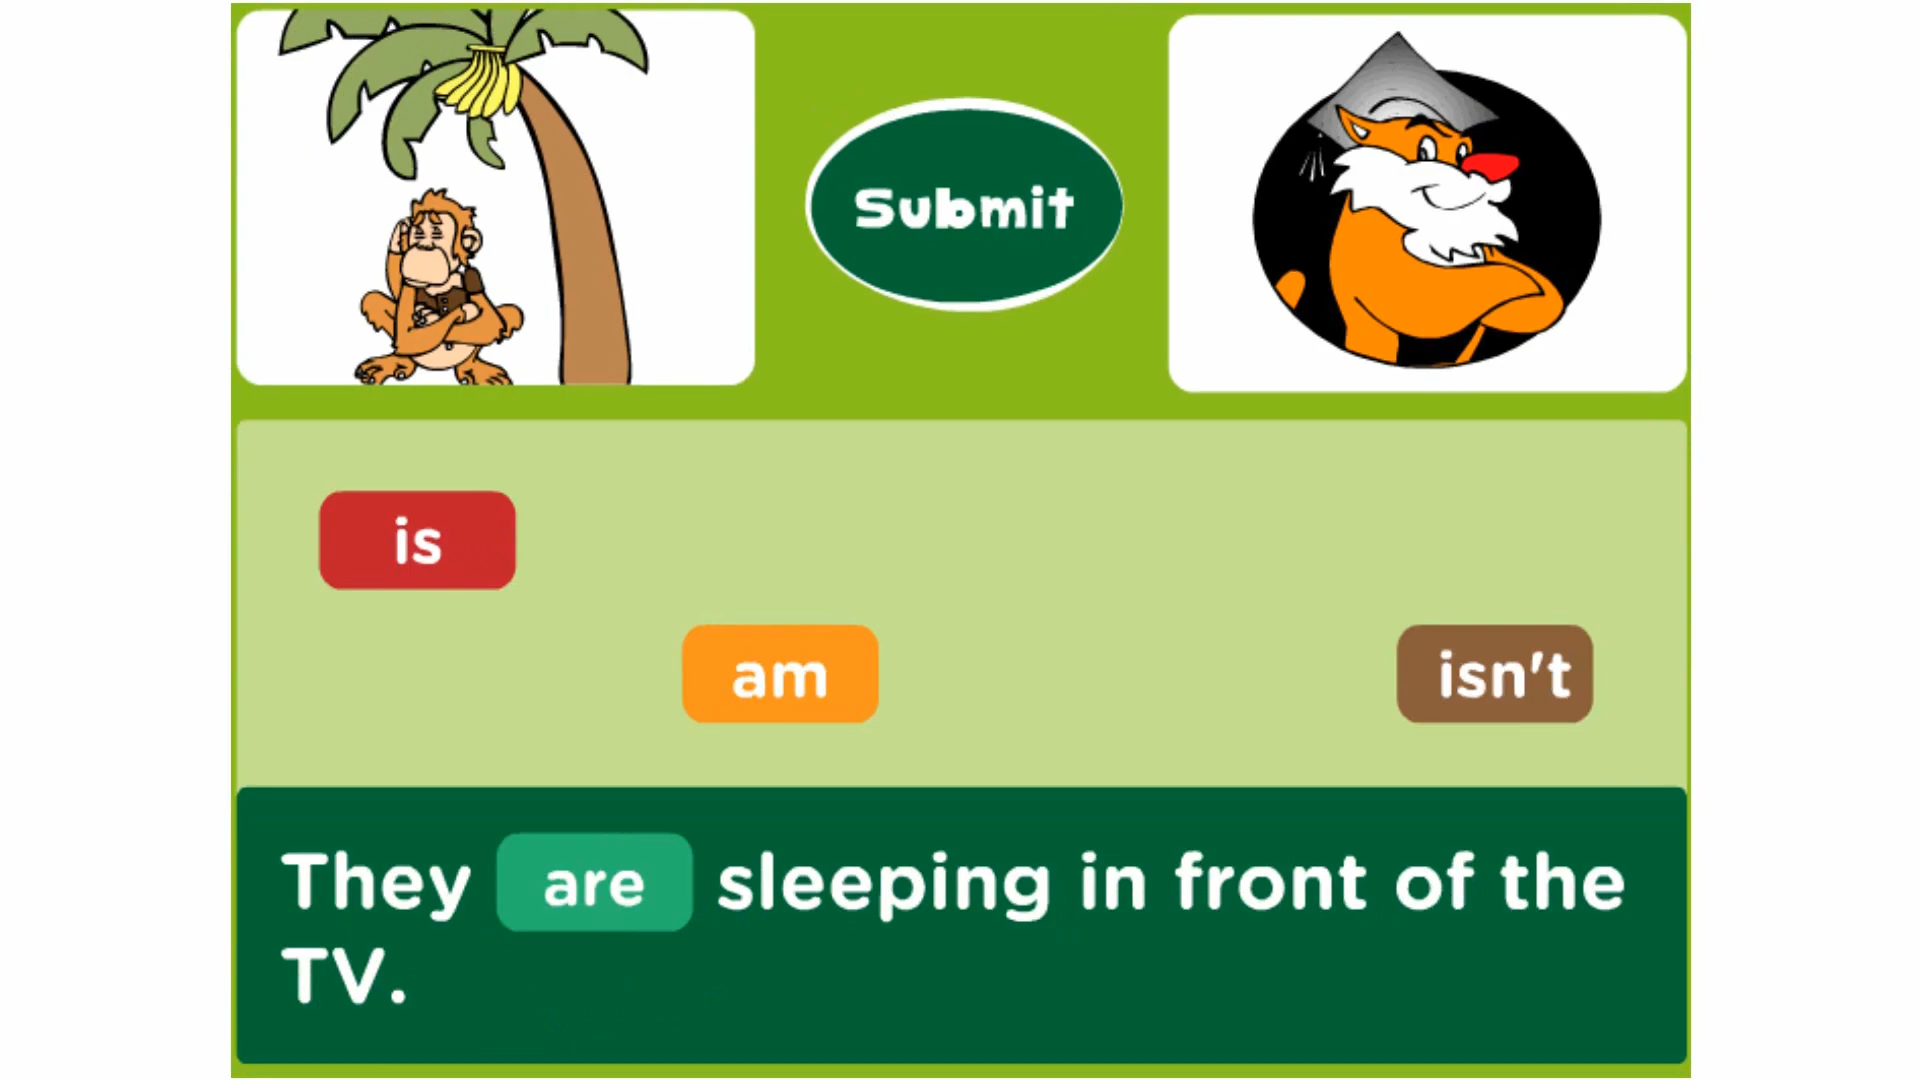 Submit
is
am
isn't
They are sleeping in front of the
TV.